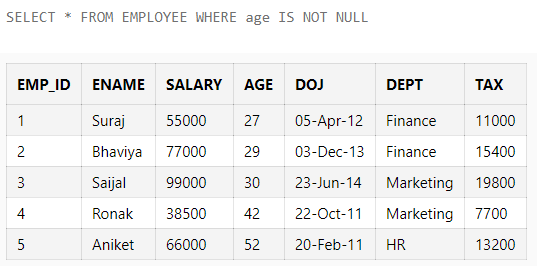 SELECT * FROM EMPLOYEE WHERE age IS NOT NULL
EMP_ID ENAME SALARY AGE DOJ DEPT TAX
1 Suraj 55000 27 05-Apr-12 Finance 11000
2 Bhaviya 77000 29 03-Dec-13 Finance 15400
3 Saijal 99000 30 23-Jun-14 Marketing 19800
4 Ronak 38500 42 22-Oct-11 Marketing 7700
5 Aniket 66000 52 20-Feb-11 HR 13200